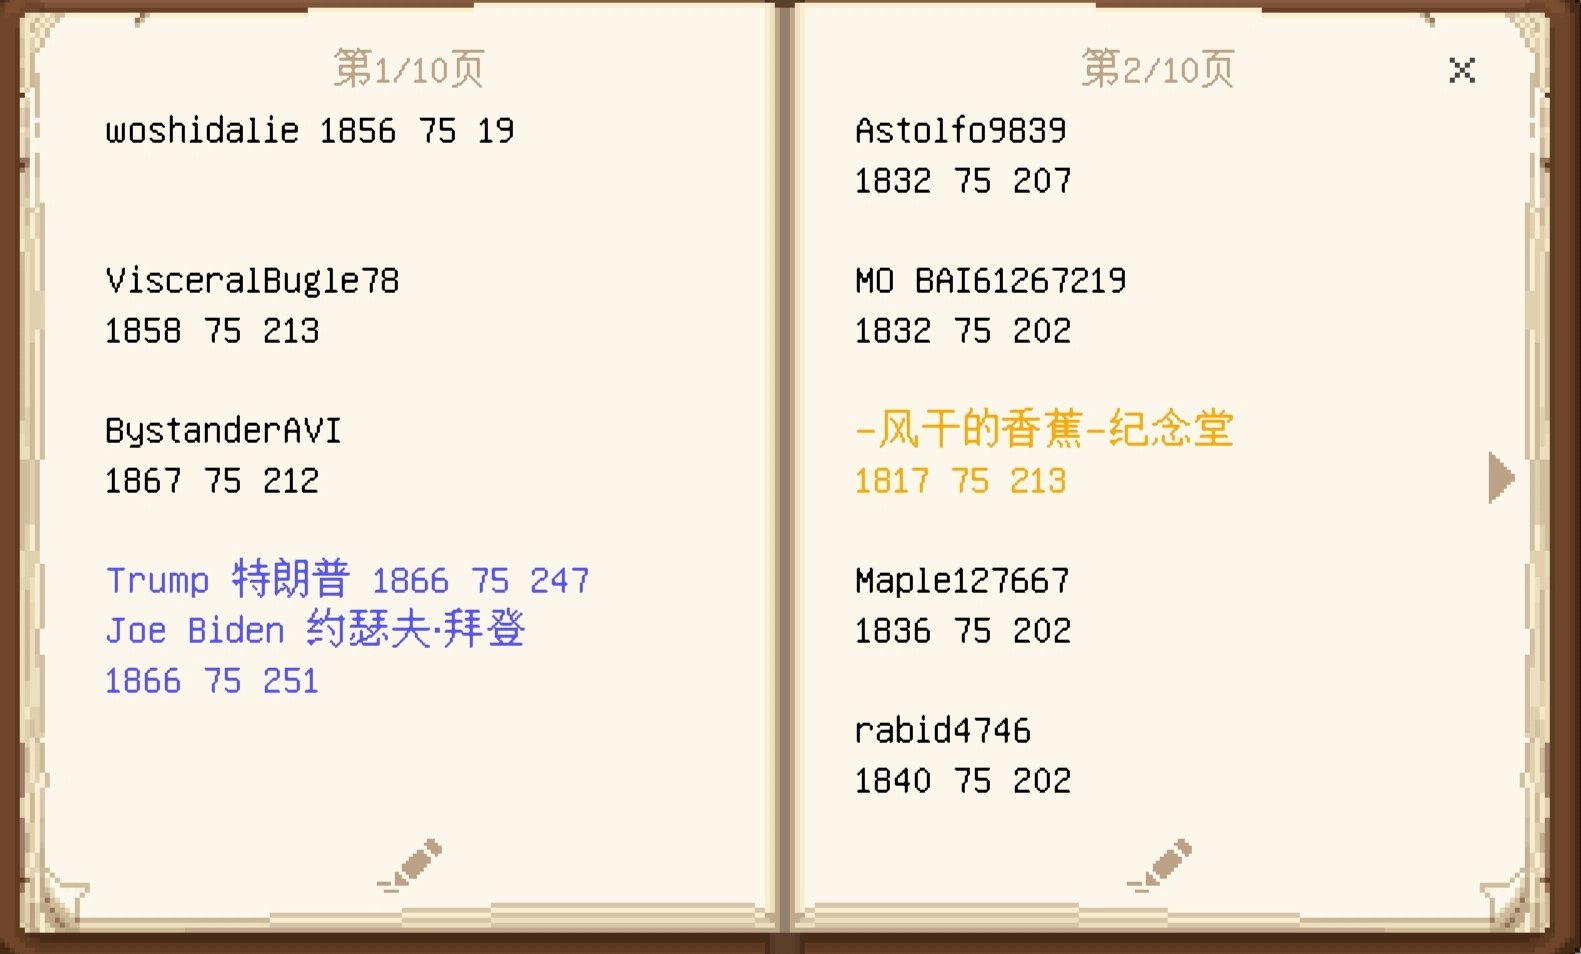 第1/10页
woshidalie 1856 75 19
VisceralBugle78
1858 75 213
BystanderAVI
1867 75 212
Trump 特朗普 1866 75 247
Joe Biden 约瑟夫·拜登
1866 75 251
第2/10页
Astolfo9839
1832 75 207
MO BAI61267219
1832 75 202
-风干的香蕉-纪念堂
1817 75 213
Maple127667
1836 75 202
rabid4746
1840 75 202